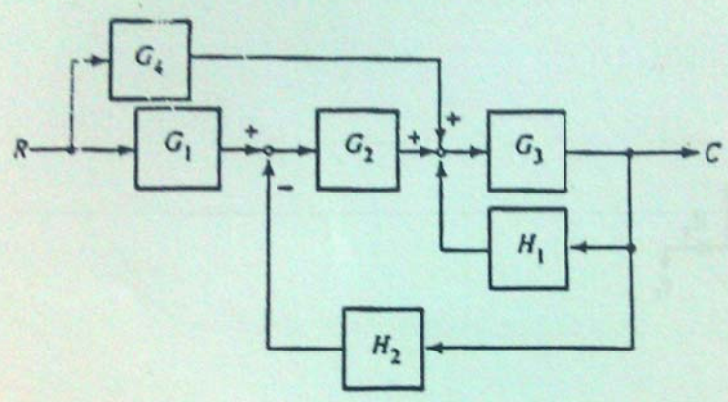 G₄
R
G₁
+
-
G₂
+
+
G₃
C
H₁
H₂